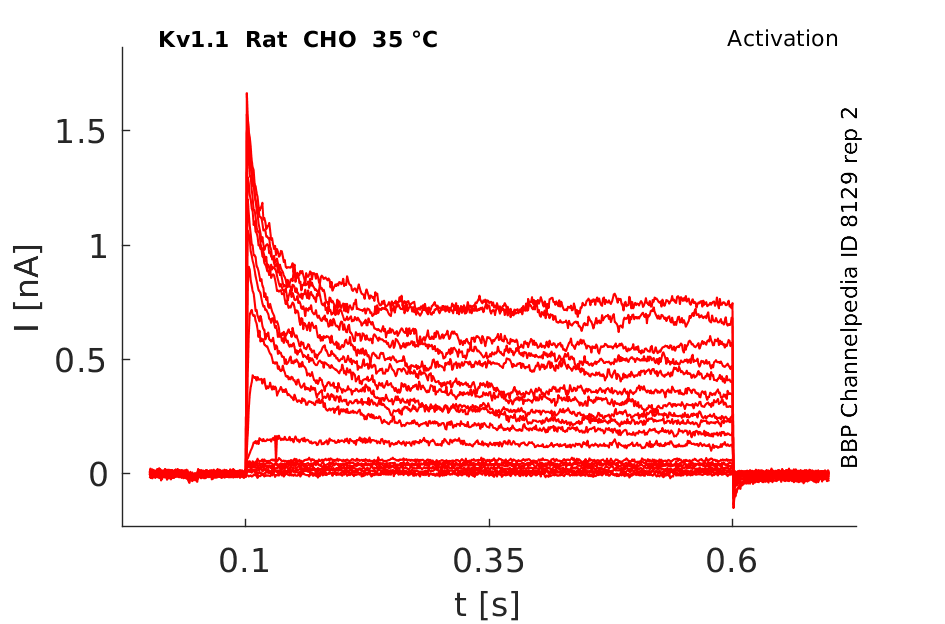 Kv1.1 Rat CHO 35 °C
Activation
1.5
1
0.5
0
I [nA]
0.1
0.35
0.6
t [s]
BBP Channelpedia ID 8129 rep 2